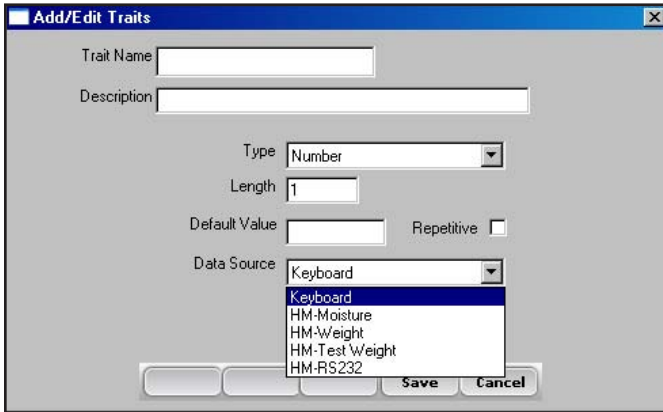 Add/Edit Traits
Trait Name
Description
Type Number
Length 1
Default Value Repetitive
Data Source Keyboard
Keyboard
HM-Moisture
HM-Weight
HM-Test Weight
HM-RS232
Save Cancel